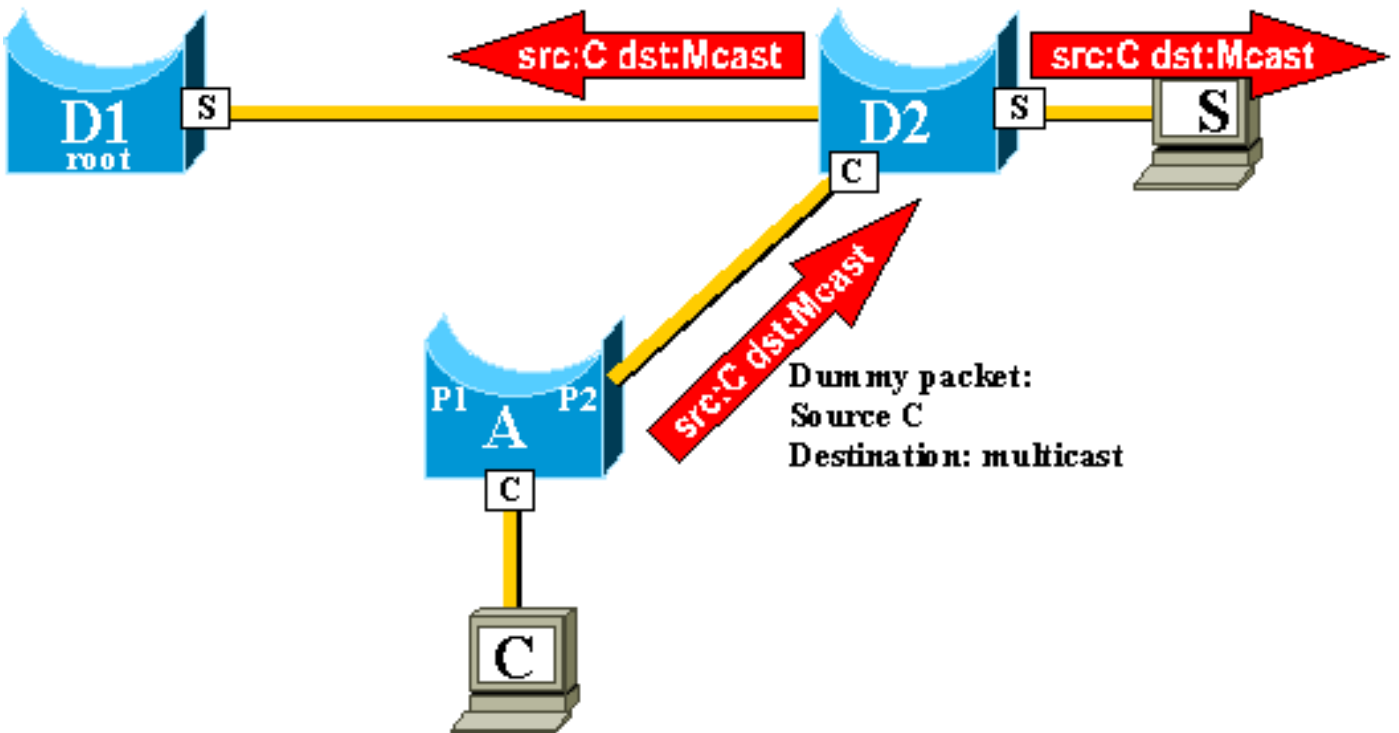 src:C dst:Mcast
src:C dst:Mcast
D1
root
S
D2
S
S
C
src:C dst:Mcast
P1
P2
A
Dummy packet:
Source C
Destination: multicast
C
C